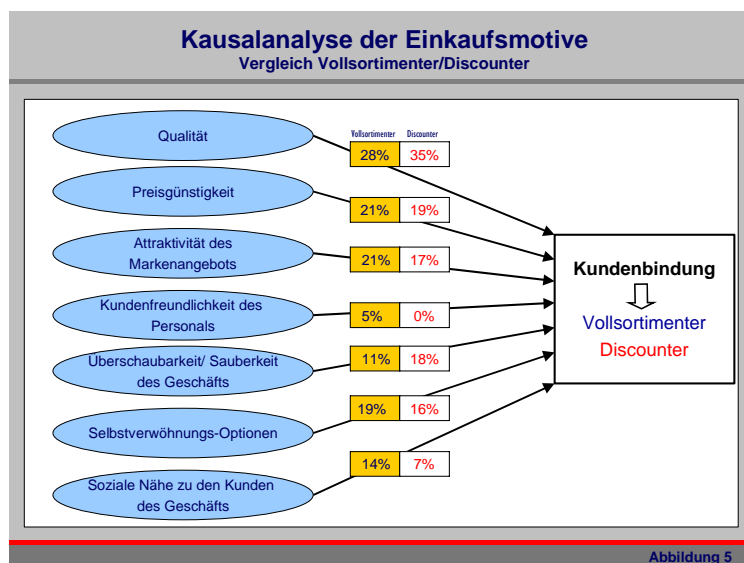 Kausalanalyse der Einkaufsmotive
Vergleich Vollsortimenter/Discounter
Vollsortimenter Discounter
Qualität
28% 35%
Preisgünstigkeit
21% 19%
Attraktivität des
Markenangebots
21% 17%
Kundenfreundlichkeit des
Personals
5% 0%
Überschaubarkeit/ Sauberkeit
des Geschäfts
11% 18%
Selbstverwöhnungs-Optionen
19% 16%
Soziale Nähe zu den Kunden
des Geschäfts
14% 7%
Kundenbindung
Vollsortimenter
Discounter
Abbildung 5